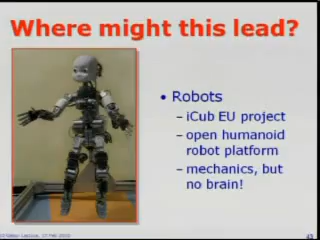 Where might this lead?
• Robots
– iCub EU project
– open humanoid
robot platform
– mechanics, but
no brain!